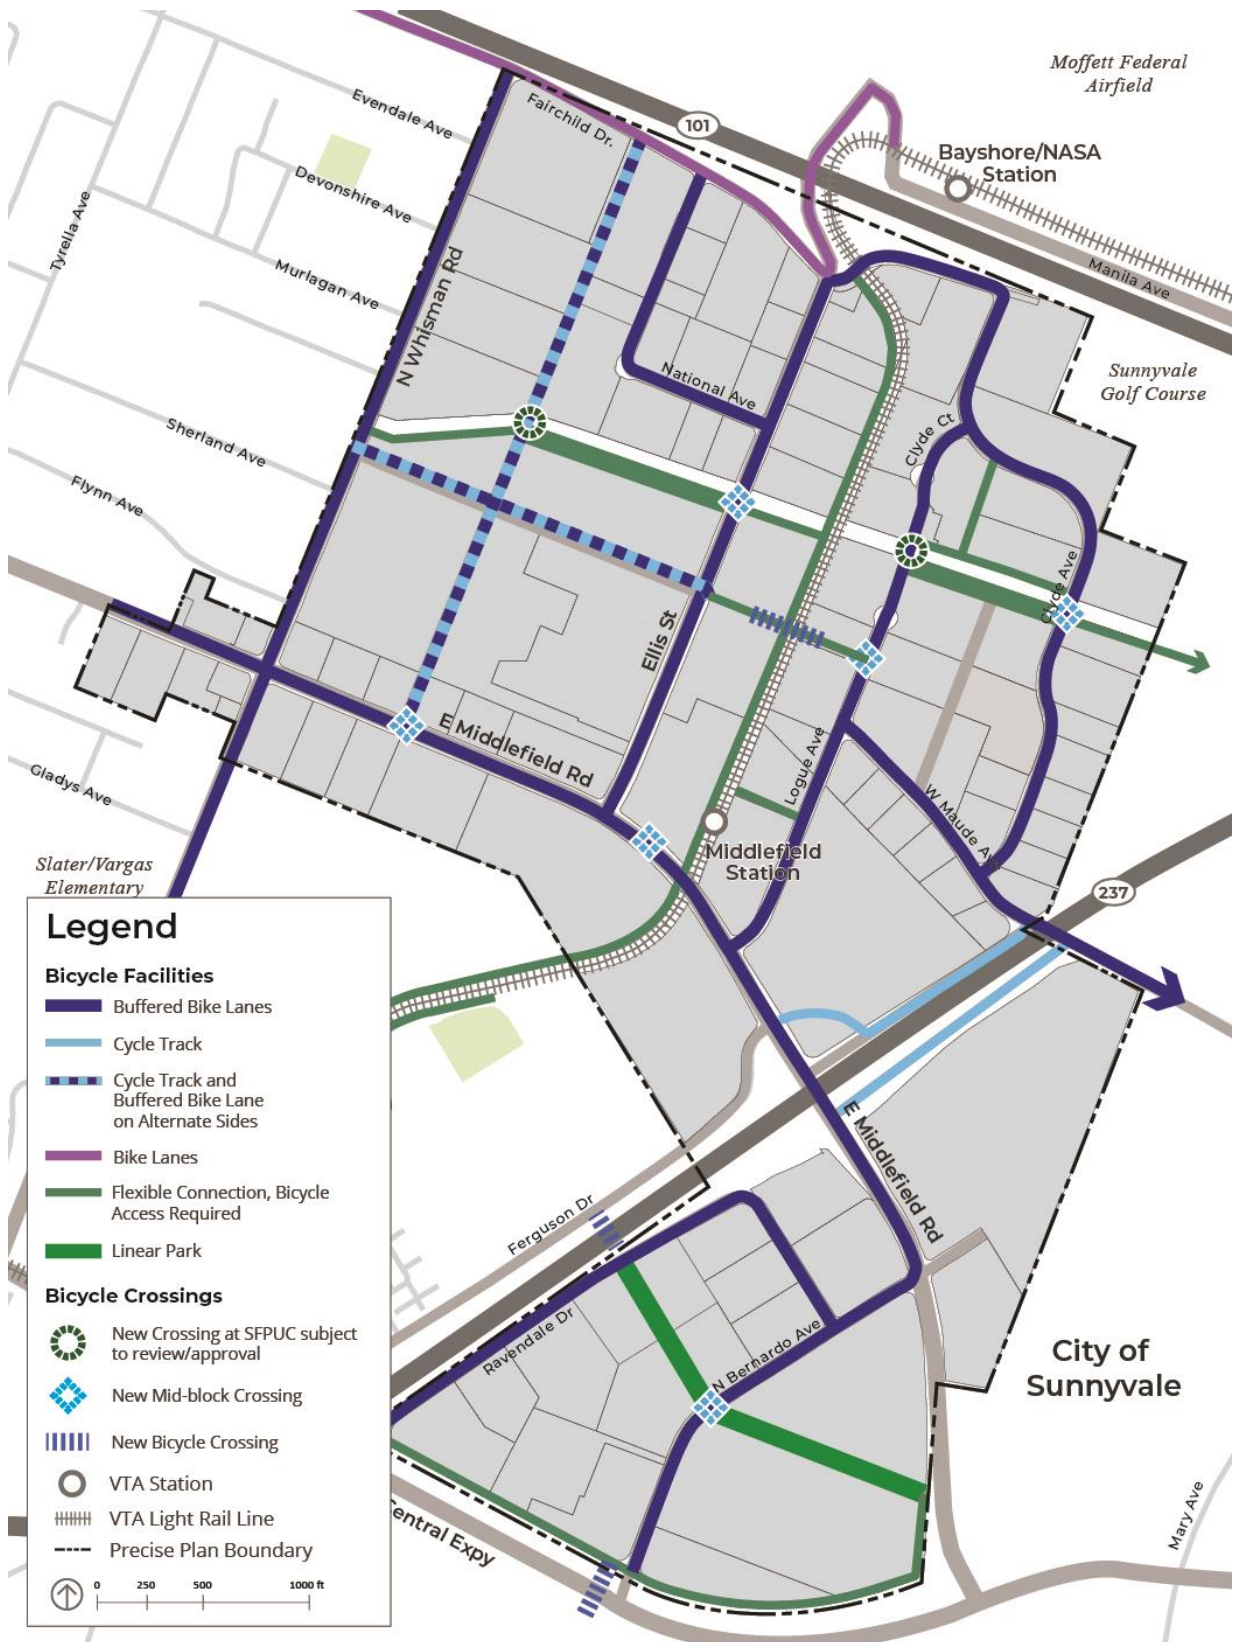 Moffett Federal
Airfield
Evendale Ave
Fairchild Dr.
101
Bayshore/NASA
Station
Devonshire Ave
Tyrella Ave
Murlagan Ave
Manila Ave
N Whisman Rd
Sunnyvale
Golf Course
National Ave
Clyde Ct
Sherland Ave
Flynn Ave
Clyde Ave
Ellis St
E Middlefield Rd
Logue Ave
Gladys Ave
W Maude Ave
Middlefield
Station
Slater/Vargas
Elementary
237
E Middlefield Rd
Ferguson Dr
Ravendale Dr
N Bernardo Ave
City of
Sunnyvale
Mary Ave
entral Expy
Legend
Bicycle Facilities
Buffered Bike Lanes
Cycle Track
Cycle Track and
Buffered Bike Lane
on Alternate Sides
Bike Lanes
Flexible Connection, Bicycle
Access Required
Linear Park
Bicycle Crossings
New Crossing at SFPUC subject
to review/approval
New Mid-block Crossing
New Bicycle Crossing
VTA Station
VTA Light Rail Line
Precise Plan Boundary
0 250 500 1000 ft